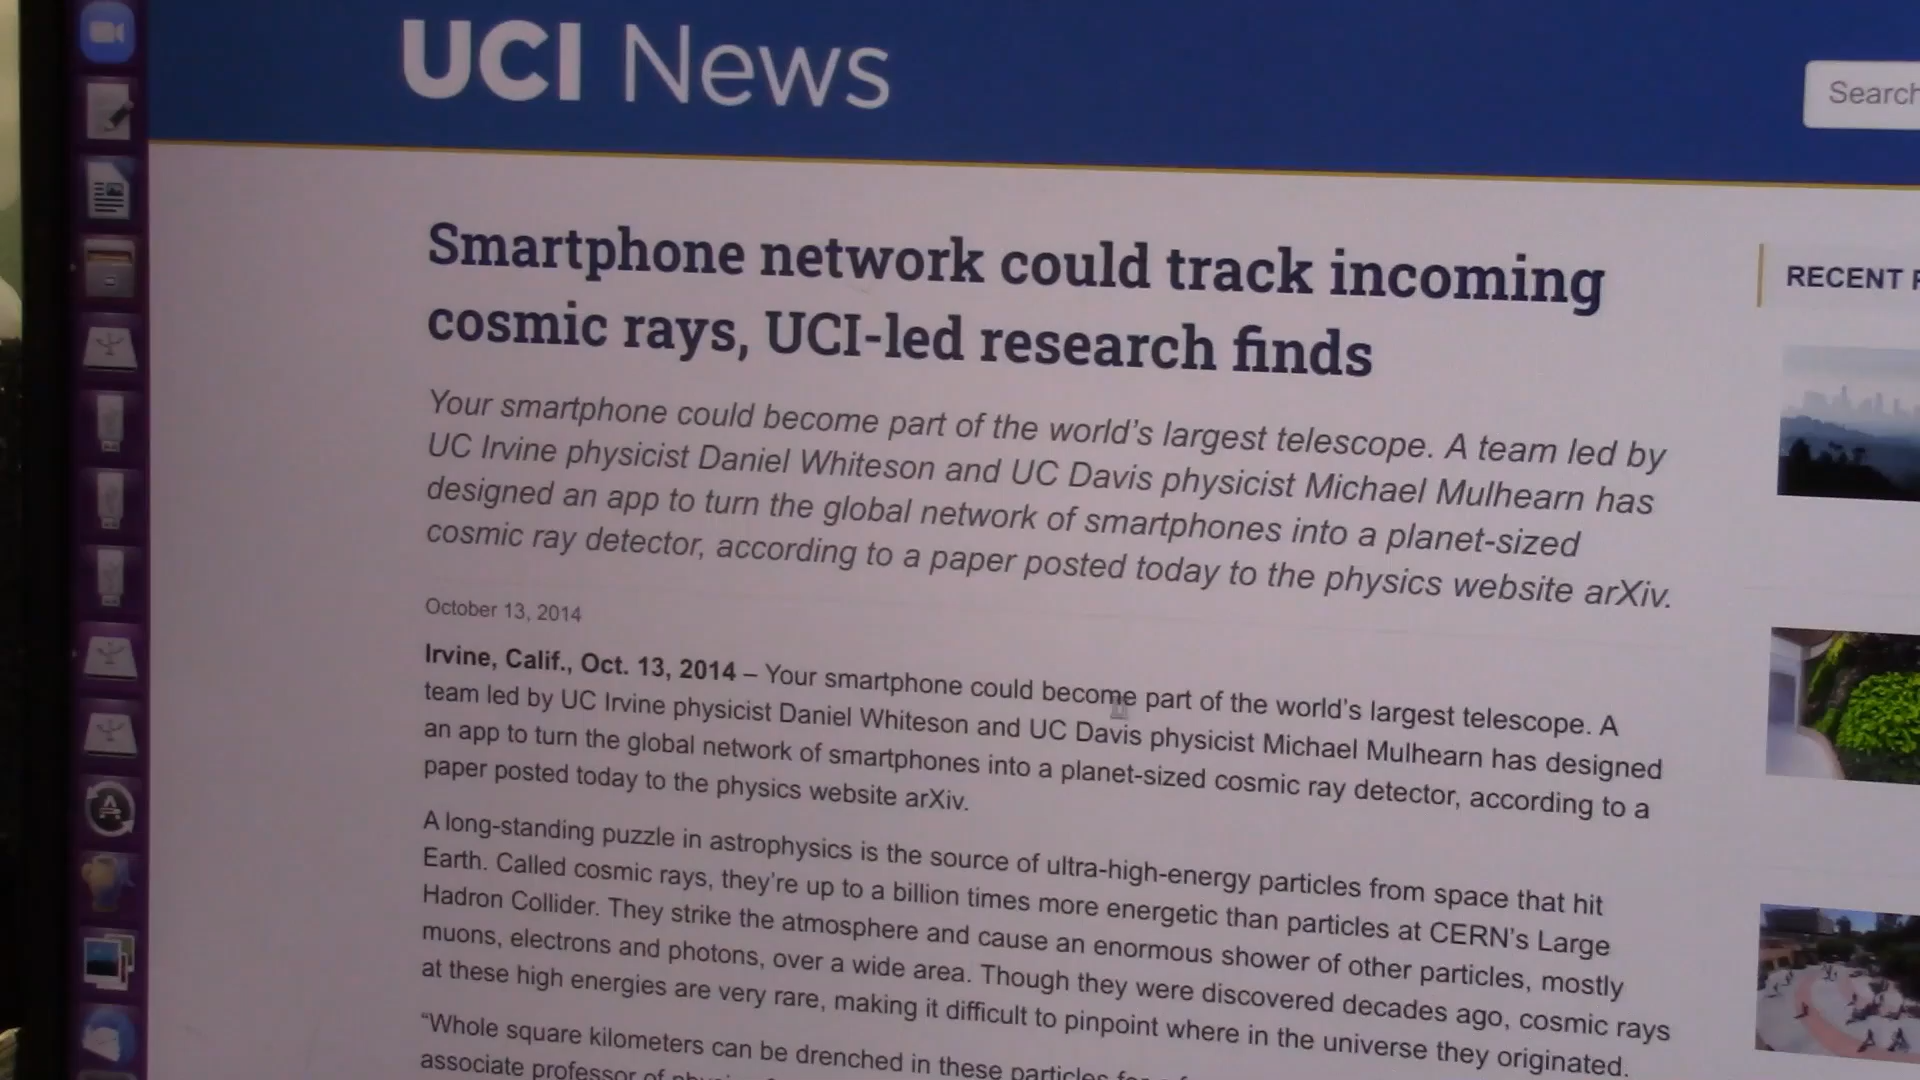 UCI News
Search
Smartphone network could track incoming
cosmic rays, UCI-led research finds
RECENT
Your smartphone could become part of the world's largest telescope. A team led by
UC Irvine physicist Daniel Whiteson and UC Davis physicist Michael Mulhearn has
designed an app to turn the global network of smartphones into a planet-sized
cosmic ray detector, according to a paper posted today to the physics website arXiv.
October 13, 2014
Irvine, Calif., Oct. 13, 2014 – Your smartphone could become part of the world's largest telescope. A
team led by UC Irvine physicist Daniel Whiteson and UC Davis physicist Michael Mulhearn has designed
an app to turn the global network of smartphones into a planet-sized cosmic ray detector, according to a
paper posted today to the physics website arXiv.
A long-standing puzzle in astrophysics is the source of ultra-high-energy particles from space that hit
Earth. Called cosmic rays, they're up to a billion times more energetic than particles at CERN's Large
Hadron Collider. They strike the atmosphere and cause an enormous shower of other particles, mostly
muons, electrons and photons, over a wide area. Though they were discovered decades ago, cosmic rays
at these high energies are very rare, making it difficult to pinpoint where in the universe they originated.
“Whole square kilometers can be drenched in these particles
associate professor of